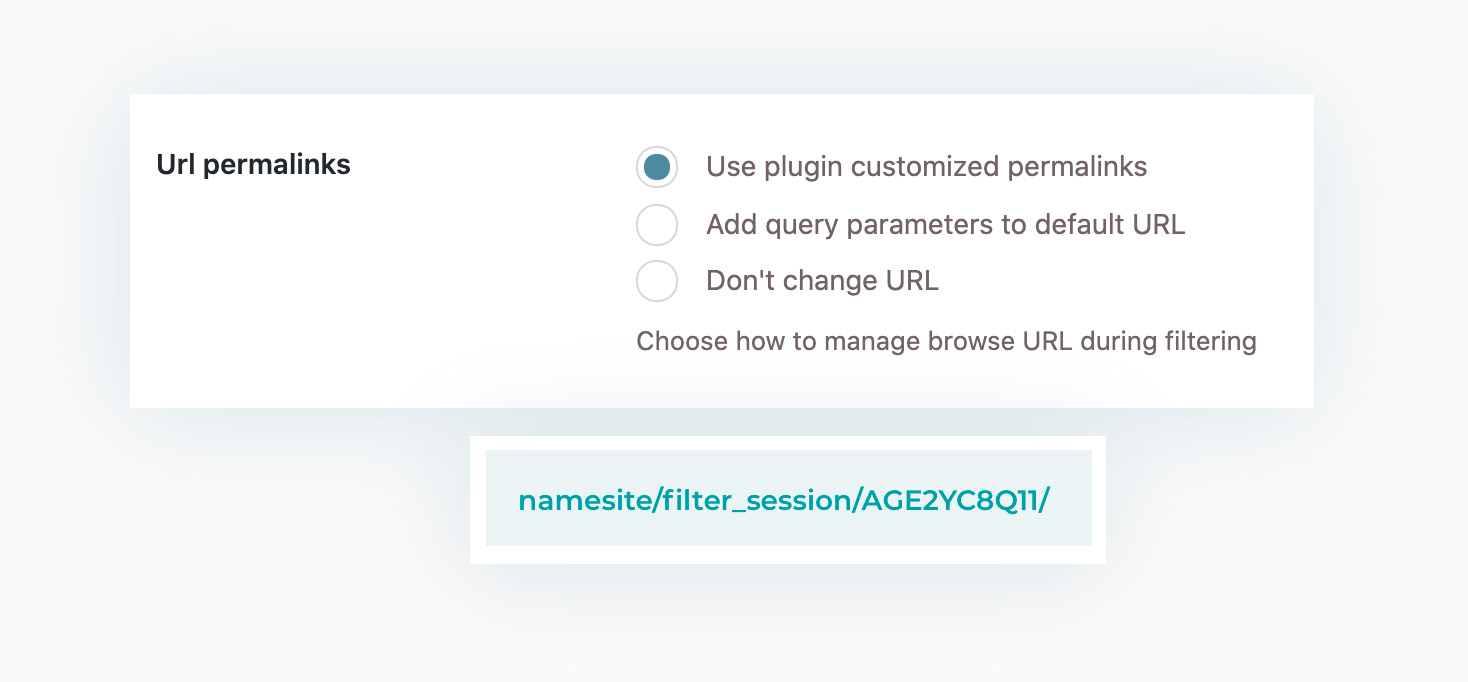 Url permalinks
Use plugin customized permalinks
Add query parameters to default URL
Don't change URL
Choose how to manage browse URL during filtering
namesite/filter_session/AGE2YC8Q11/